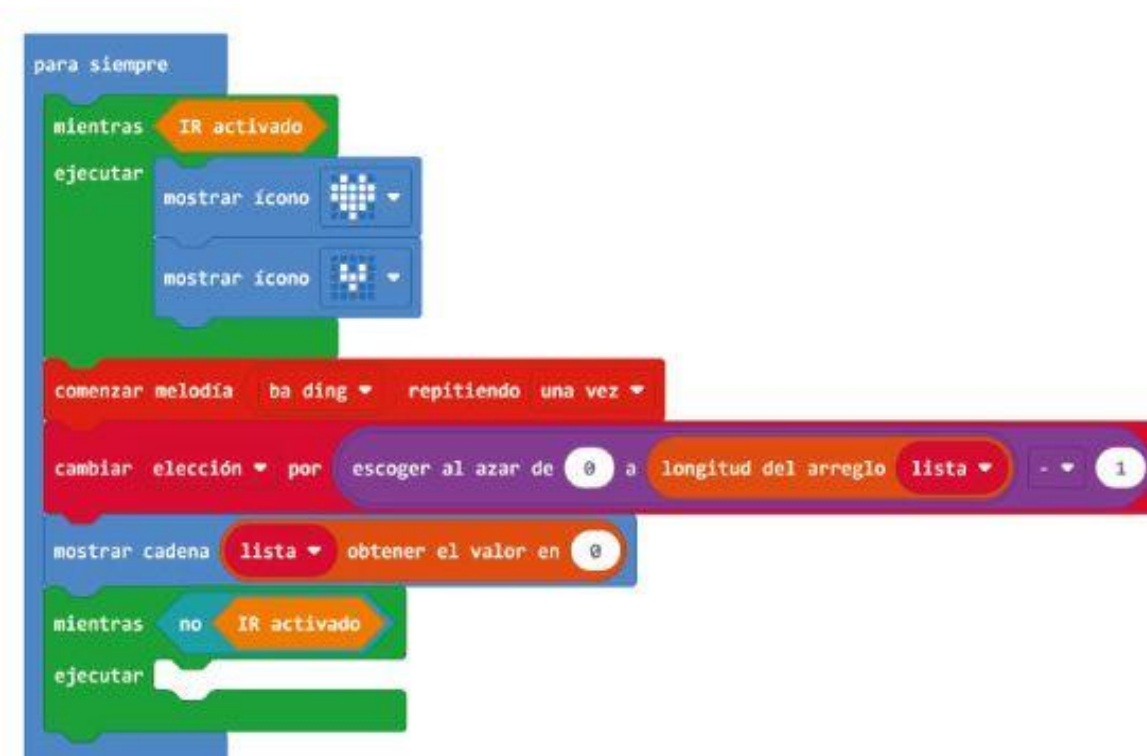 para siempre
mientras IR activado
ejecutar
mostrar ícono
mostrar ícono
comenzar melodía ba ding repitiendo una vez
cambiar elección por escoger al azar de 0 a longitud del arreglo lista - 1
mostrar cadena lista obtener el valor en 0
mientras no IR activado
ejecutar